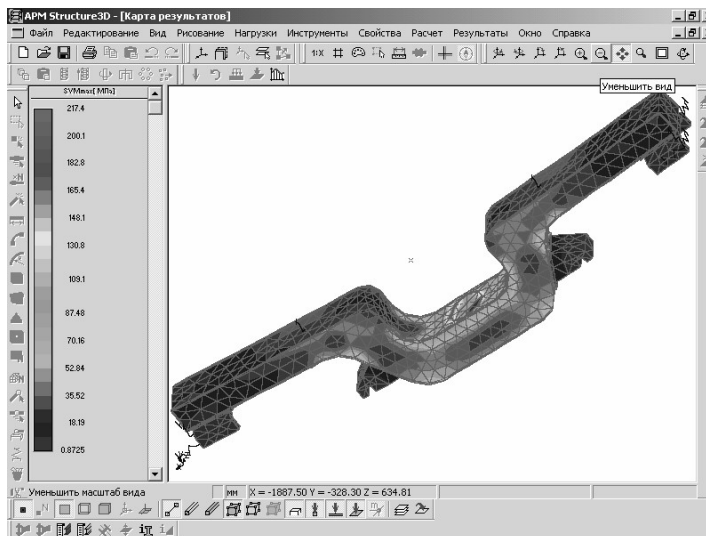 APM Structure3D - [Карта результатов]
Файл Редактирование Вид Рисование Нагрузки Инструменты Свойства Расчет Результаты Окно Справка
Уменьшить вид
SVMmax[ МПа]
217.4
200.1
182.8
165.4
148.1
130.8
109.1
87.48
70.16
52.84
35.52
18.19
0.8725
Уменьшить масштаб вида
мм X = -1887.50 Y = -328.30 Z = 634.81